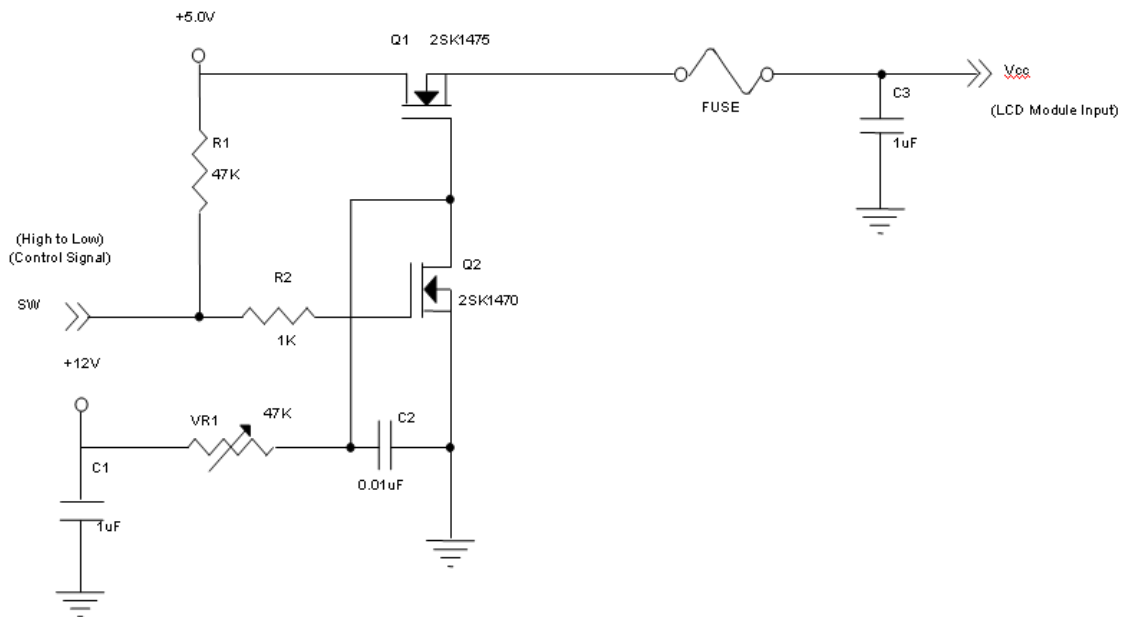 +5.0V
Q1 2SK1475
Vcc
FUSE
C3
(LCD Module Input)
1uF
R1
47K
(High to Low)
(Control Signal)
SW
R2
1K
Q2
2SK1470
+12V
VR1
47K
C2
0.01uF
C1
1uF